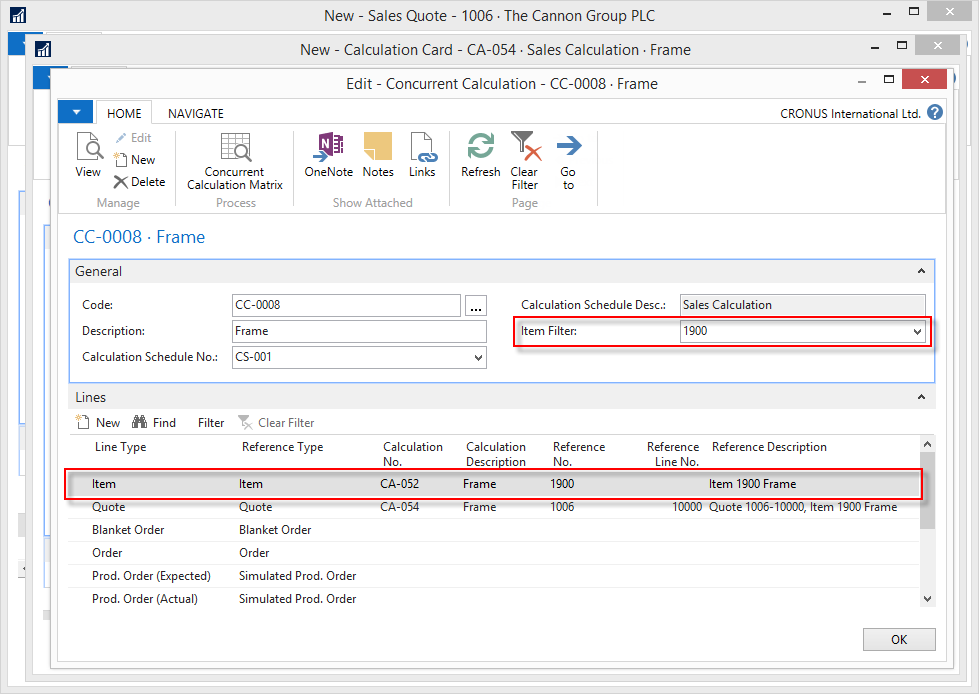 New - Sales Quote - 1006 · The Cannon Group PLC
New - Calculation Card - CA-054 · Sales Calculation · Frame
Edit - Concurrent Calculation - CC-0008 · Frame
HOME NAVIGATE CRONUS International Ltd. ?
View
Edit
New
Delete
Manage
Concurrent
Calculation Matrix
Process
OneNote Notes Links
Show Attached
Refresh
Clear
Filter
Go
to
Page
CC-0008 · Frame
General
Code: CC-0008 ...
Description: Frame
Calculation Schedule No.: CS-001
Calculation Schedule Desc.: Sales Calculation
Item Filter: 1900
Lines
New Find Filter Clear Filter
Line Type Reference Type Calculation No. Calculation Description Reference No. Reference Line No. Reference Description
Item Item CA-052 Frame 1900 Item 1900 Frame
Quote Quote CA-054 Frame 1006 10000 Quote 1006-10000, Item 1900 Frame
Blanket Order Blanket Order
Order Order
Prod. Order (Expected) Simulated Prod. Order
Prod. Order (Actual) Simulated Prod. Order
OK